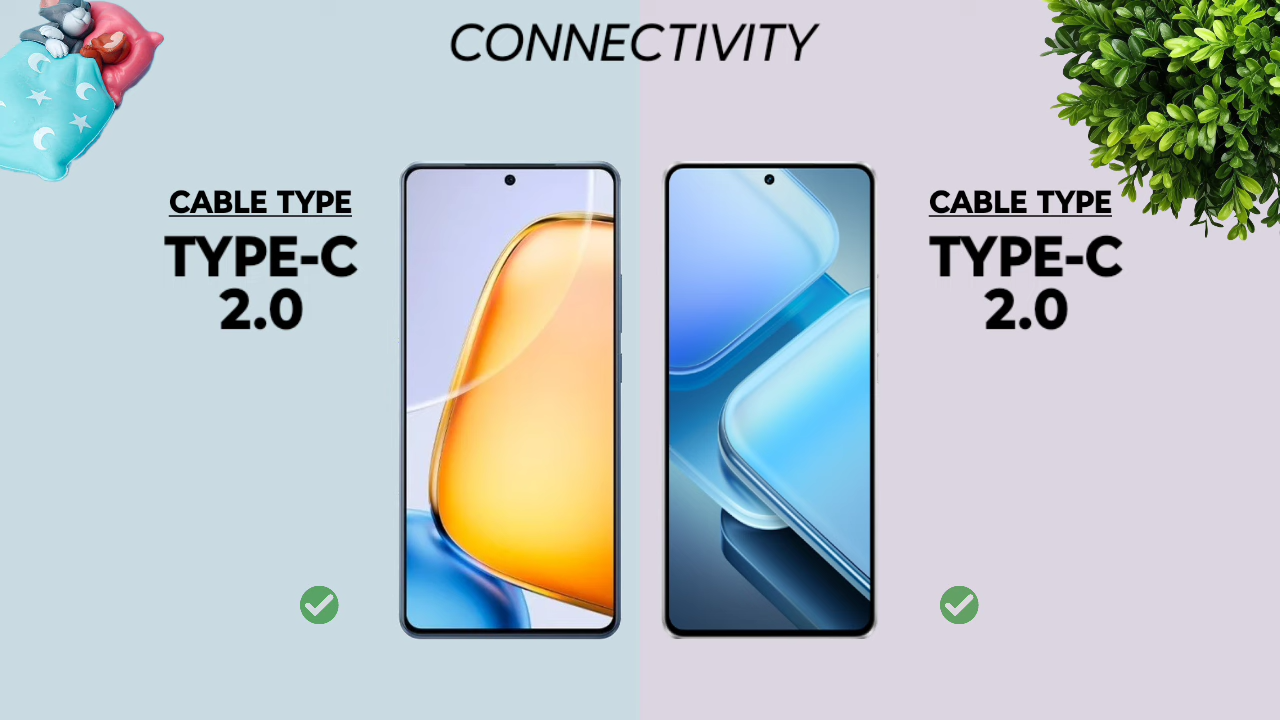 CONNECTIVITY
CABLE TYPE
TYPE-C
2.0
CABLE TYPE
TYPE-C
2.0